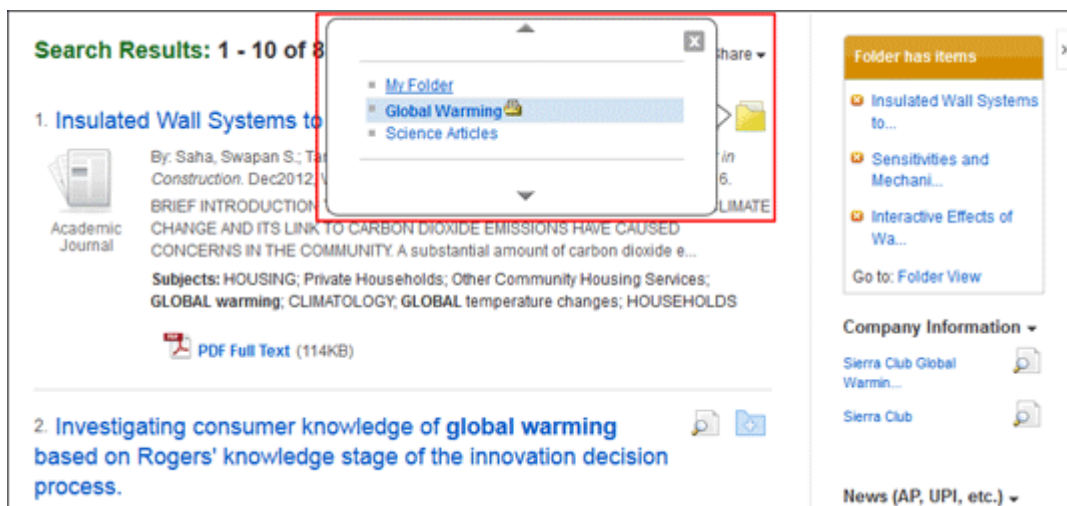 Search Results: 1 - 10 of 8
hare
My Folder
Global Warming
Science Articles
1. Insulated Wall Systems to
By: Saha, Swapan S.; Ta
in
Construction. Dec2012,
6.
BRIEF INTRODUCTION
LIMATE
CHANGE AND ITS LINK TO CARBON DIOXIDE EMISSIONS HAVE CAUSED
CONCERNS IN THE COMMUNITY. A substantial amount of carbon dioxide e...
Academic
Journal
Subjects: HOUSING; Private Households; Other Community Housing Services;
GLOBAL warming; CLIMATOLOGY; GLOBAL temperature changes; HOUSEHOLDS
PDF Full Text (114KB)
2. Investigating consumer knowledge of global warming
based on Rogers' knowledge stage of the innovation decision
process.
Folder has items
Insulated Wall Systems
to...
Sensitivities and
Mechani...
Interactive Effects of
Wa...
Go to: Folder View
Company Information
Sierra Club Global
Warmin...
Sierra Club
News (AP, UPI, etc.)